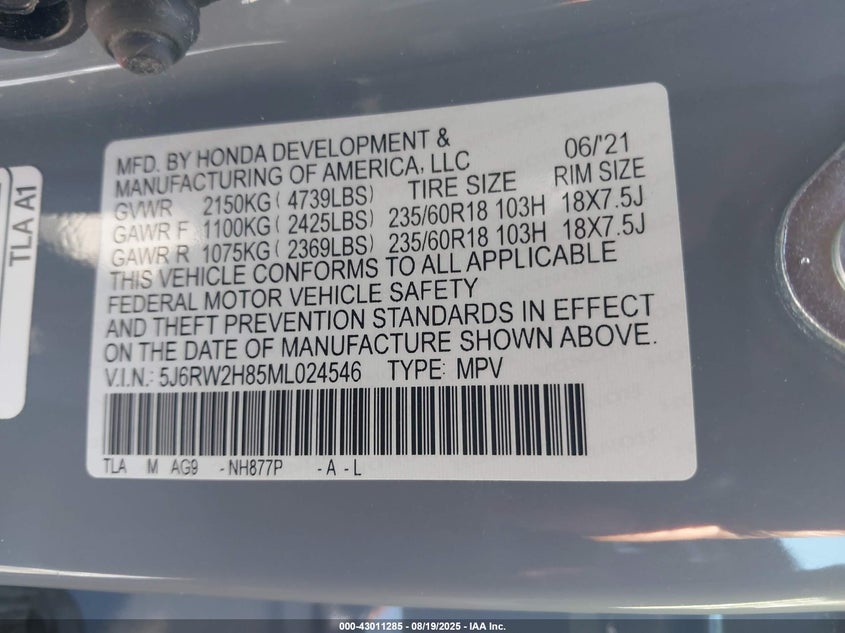 MFD. BY HONDA DEVELOPMENT & 06/'21
MANUFACTURING OF AMERICA, LLC TIRE SIZE RIM SIZE
GVWR 2150KG ( 4739LBS)
GAWR F 1100KG ( 2425LBS) 235/60R18 103H 18X7.5J
GAWR R 1075KG ( 2369LBS) 235/60R18 103H 18X7.5J
THIS VEHICLE CONFORMS TO ALL APPLICABLE
FEDERAL MOTOR VEHICLE SAFETY
AND THEFT PREVENTION STANDARDS IN EFFECT
ON THE DATE OF MANUFACTURE SHOWN ABOVE.
V.I.N.: 5J6RW2H85ML024546 TYPE: MPV
TLA M AG9 -NH877P -A -L
TLA A1
000-43011285 - 08/19/2025 - IAA Inc.